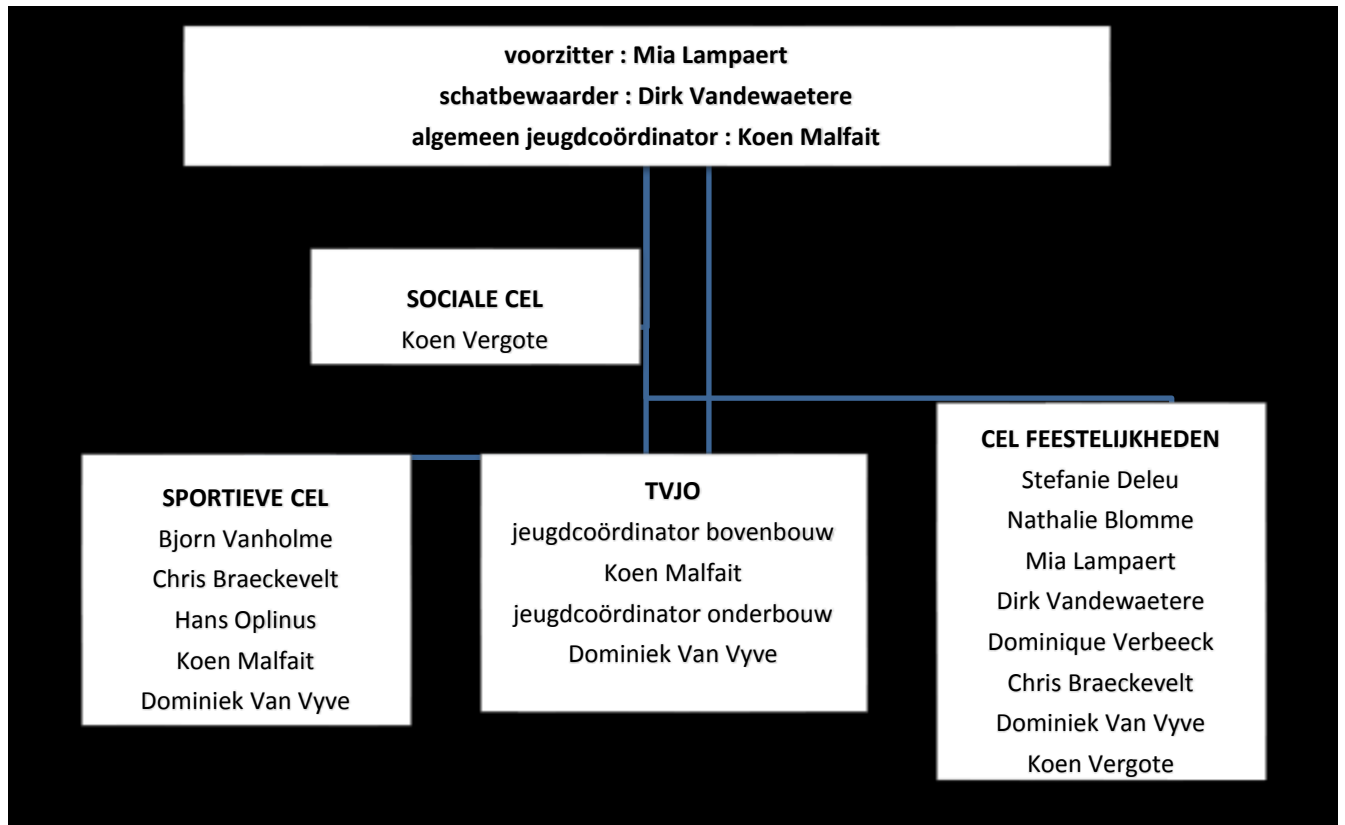 voorzitter : Mia Lampaert
schatbewaarder : Dirk Vandewaetere
algemeen jeugdcoördinator : Koen Malfait
SOCIALE CEL
Koen Vergote
SPORTIEVE CEL
Bjorn Vanholme
Chris Braeckevelt
Hans Oplinus
Koen Malfait
Dominiek Van Vyve
TVJO
jeugdcoördinator bovenbouw
Koen Malfait
jeugdcoördinator onderbouw
Dominiek Van Vyve
CEL FEESTELIJKHEDEN
Stefanie Deleu
Nathalie Blomme
Mia Lampaert
Dirk Vandewaetere
Dominique Verbeeck
Chris Braeckevelt
Dominiek Van Vyve
Koen Vergote